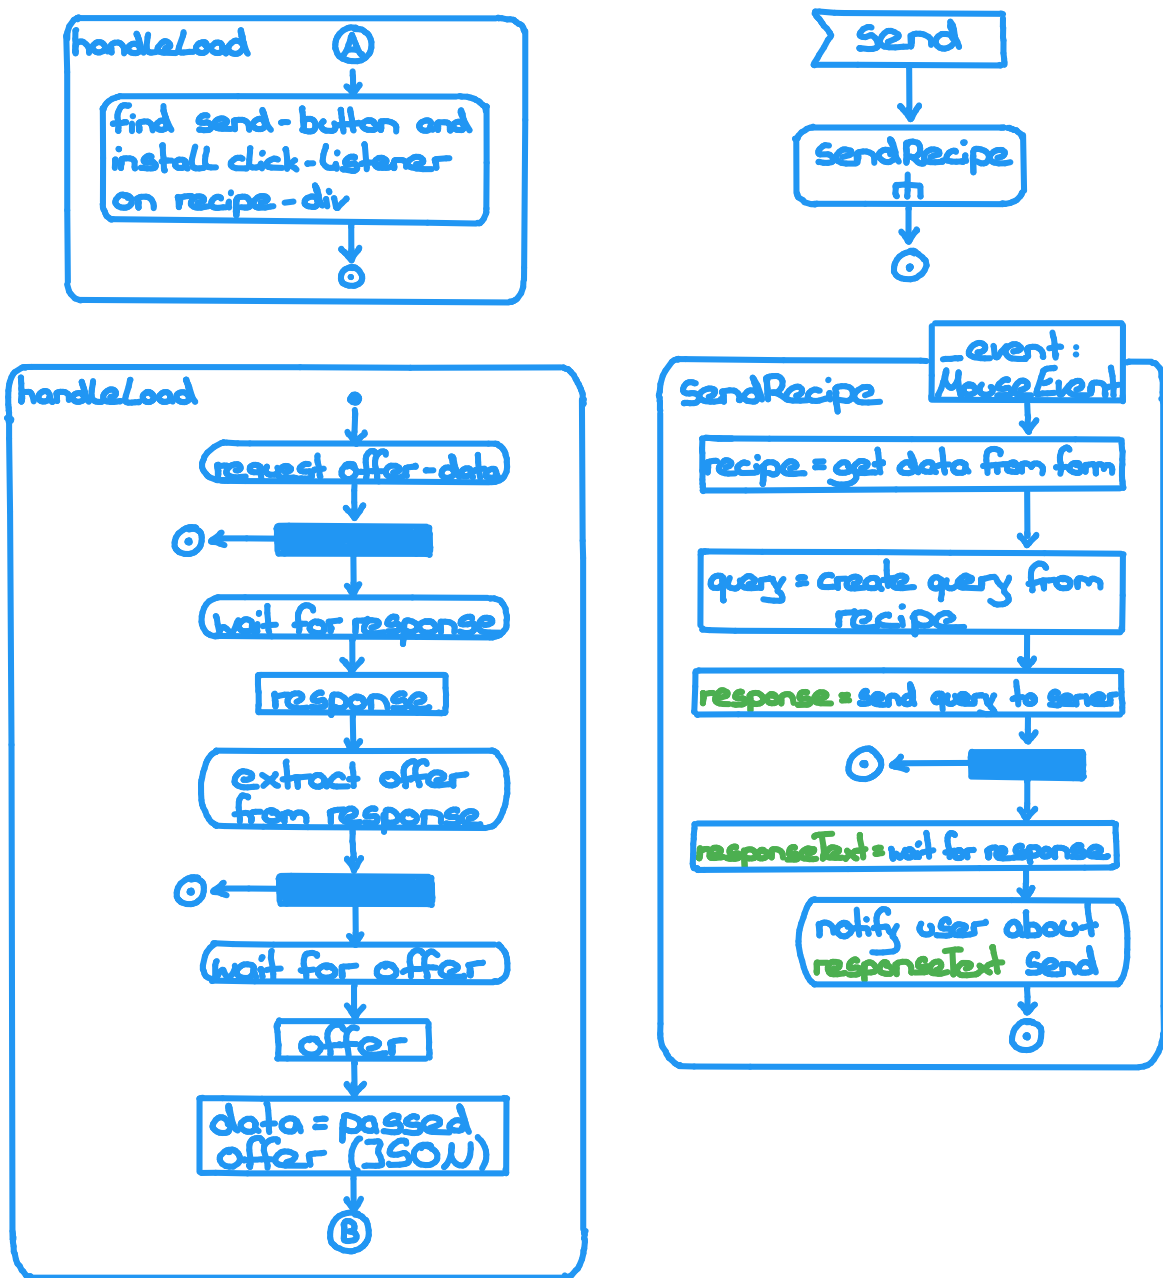 handleLoad
A
find send-button and
install click-listener
on recipe-div
send
sendRecipe
handleLoad
request offer-data
wait for response
response
extract offer
from response
wait for offer
offer
data = passed
offer (JSON)
B
_event:
MouseEvent
sendRecipe
recipe = get data from form
query = create query from
recipe
response = send query to server
responseText = wait for response
notify user about
responseText send